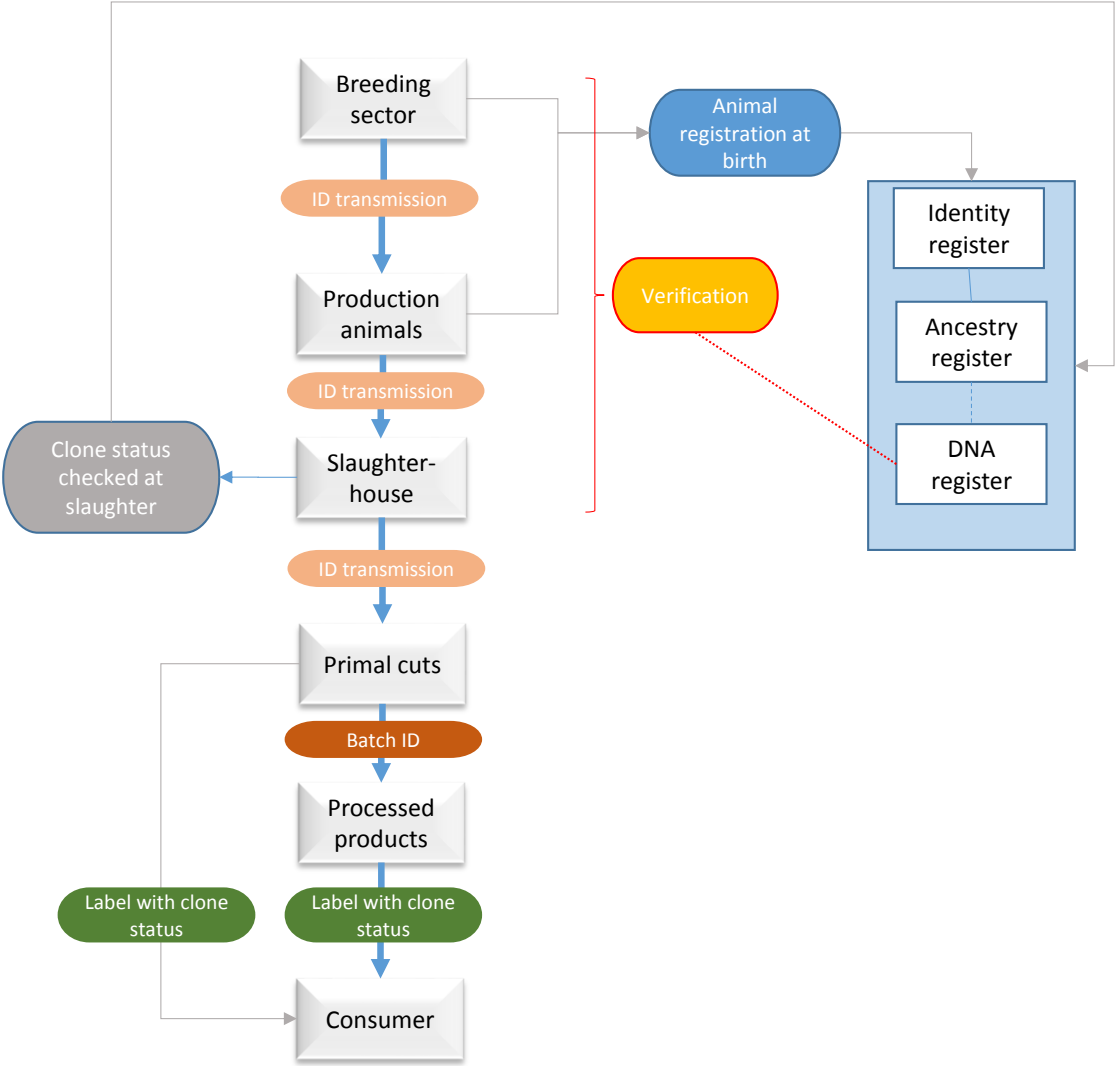 Breeding
sector
Animal
registration at
birth
ID transmission
Identity
register
Production
animals
Verification
Ancestry
register
ID transmission
Clone status
checked at
slaughter
Slaughter-
house
DNA
register
ID transmission
Primal cuts
Batch ID
Processed
products
Label with clone
status
Label with clone
status
Consumer